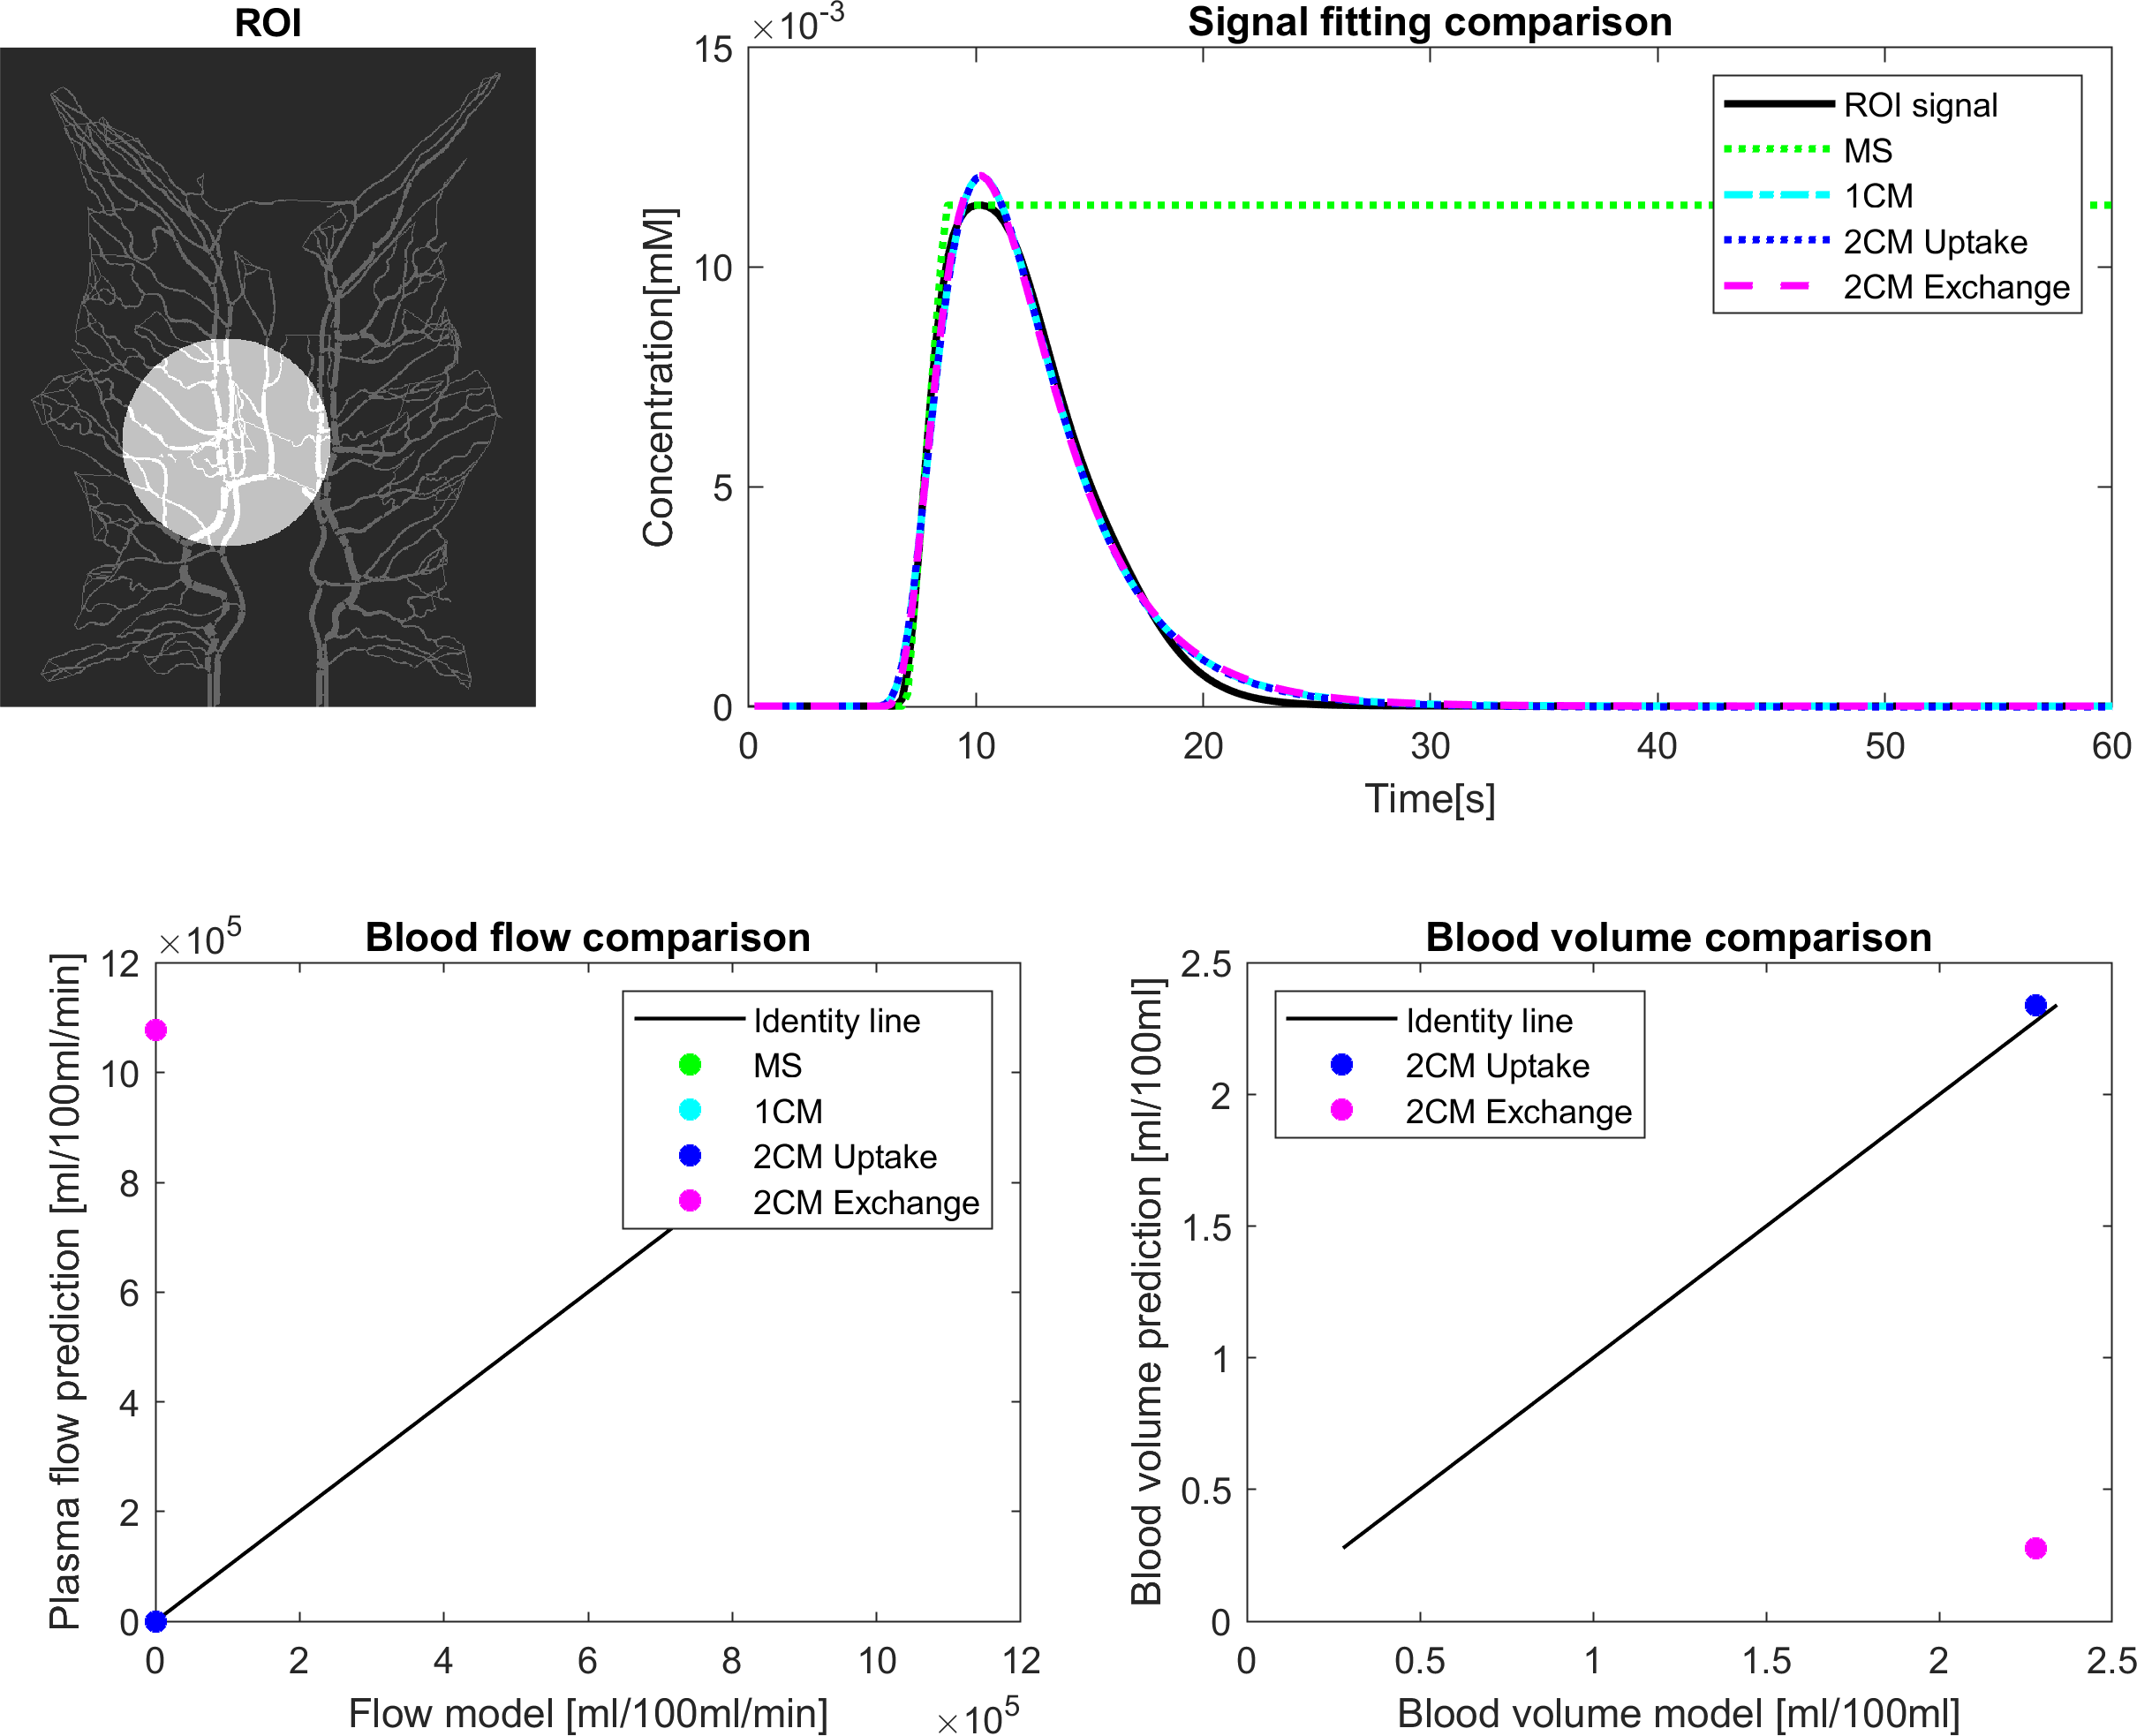 ROI
Signal fitting comparison
×10⁻³
15
10
5
0
Concentration[mM]
0 10 20 30 40 50 60
Time[s]
ROI signal
MS
1CM
2CM Uptake
2CM Exchange
Blood flow comparison
×10⁵
12
10
8
6
4
2
0
Plasma flow prediction [ml/100ml/min]
0 2 4 6 8 10 12
Flow model [ml/100ml/min]
×10⁵
Identity line
MS
1CM
2CM Uptake
2CM Exchange
Blood volume comparison
2.5
2
1.5
1
0.5
0
Blood volume prediction [ml/100ml]
0 0.5 1 1.5 2 2.5
Blood volume model [ml/100ml]
Identity line
2CM Uptake
2CM Exchange